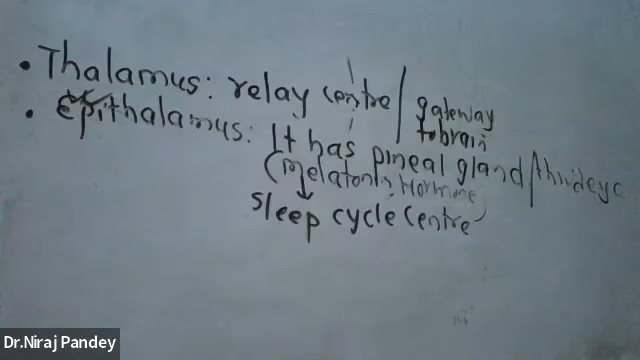 • Thalamus: relay centre / gateway
to brain
• Epithalamus: It has pineal gland / third eye
(melatonin Hormone
sleep cycle centre
Dr.Niraj Pandey